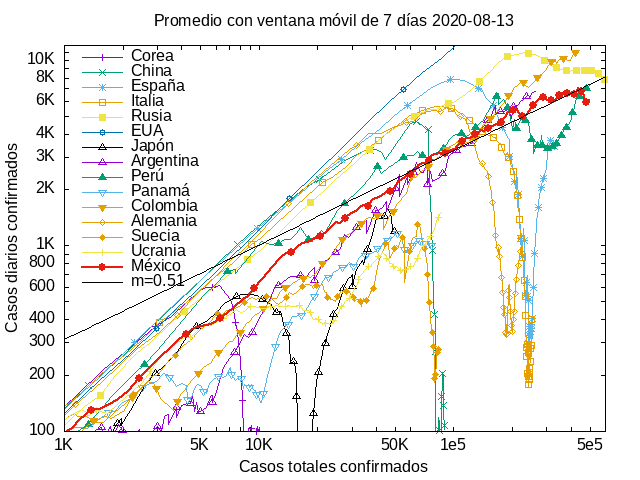 Promedio con ventana móvil de 7 días 2020-08-13
Casos diarios confirmados
10K
8K
6K
4K
3K
2K
1K
800
600
400
300
200
100
Corea
China
España
Italia
Rusia
EUA
Japón
Argentina
Perú
Panamá
Colombia
Alemania
Suecia
Ucrania
México
m=0.51
1K
5K
10K
50K
1e5
5e5
Casos totales confirmados